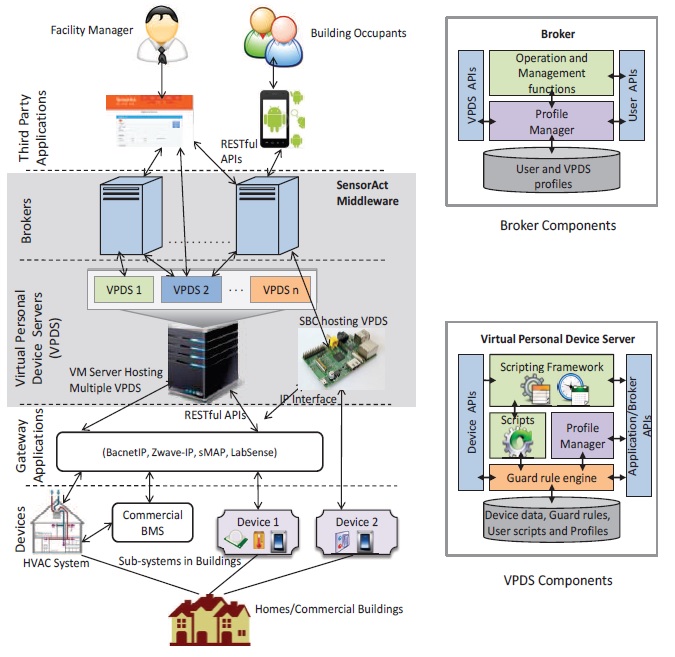 Facility Manager
Building Occupants
Third Party
Applications
RESTful
APIs
SensorAct
Middleware
Brokers
Virtual Personal
Device Servers
(VPDS)
VPDS 1
VPDS 2
...
VPDS n
SBC hosting VPDS
VM Server Hosting
Multiple VPDS
RESTful APIs
IP Interface
Gateway
Applications
(BacnetIP, Zwave-IP, sMAP, LabSense)
Devices
HVAC System
Commercial
BMS
Device 1
Device 2
Sub-systems in Buildings
Homes/Commercial Buildings
Broker
VPDS APIs
Operation and
Management
functions
User APIs
Profile
Manager
User and VPDS
profiles
Broker Components
Virtual Personal Device Server
Device APIs
Scripting Framework
Scripts
Profile
Manager
Application/Broker
APIs
Guard rule engine
Device data, Guard rules,
User scripts and Profiles
VPDS Components